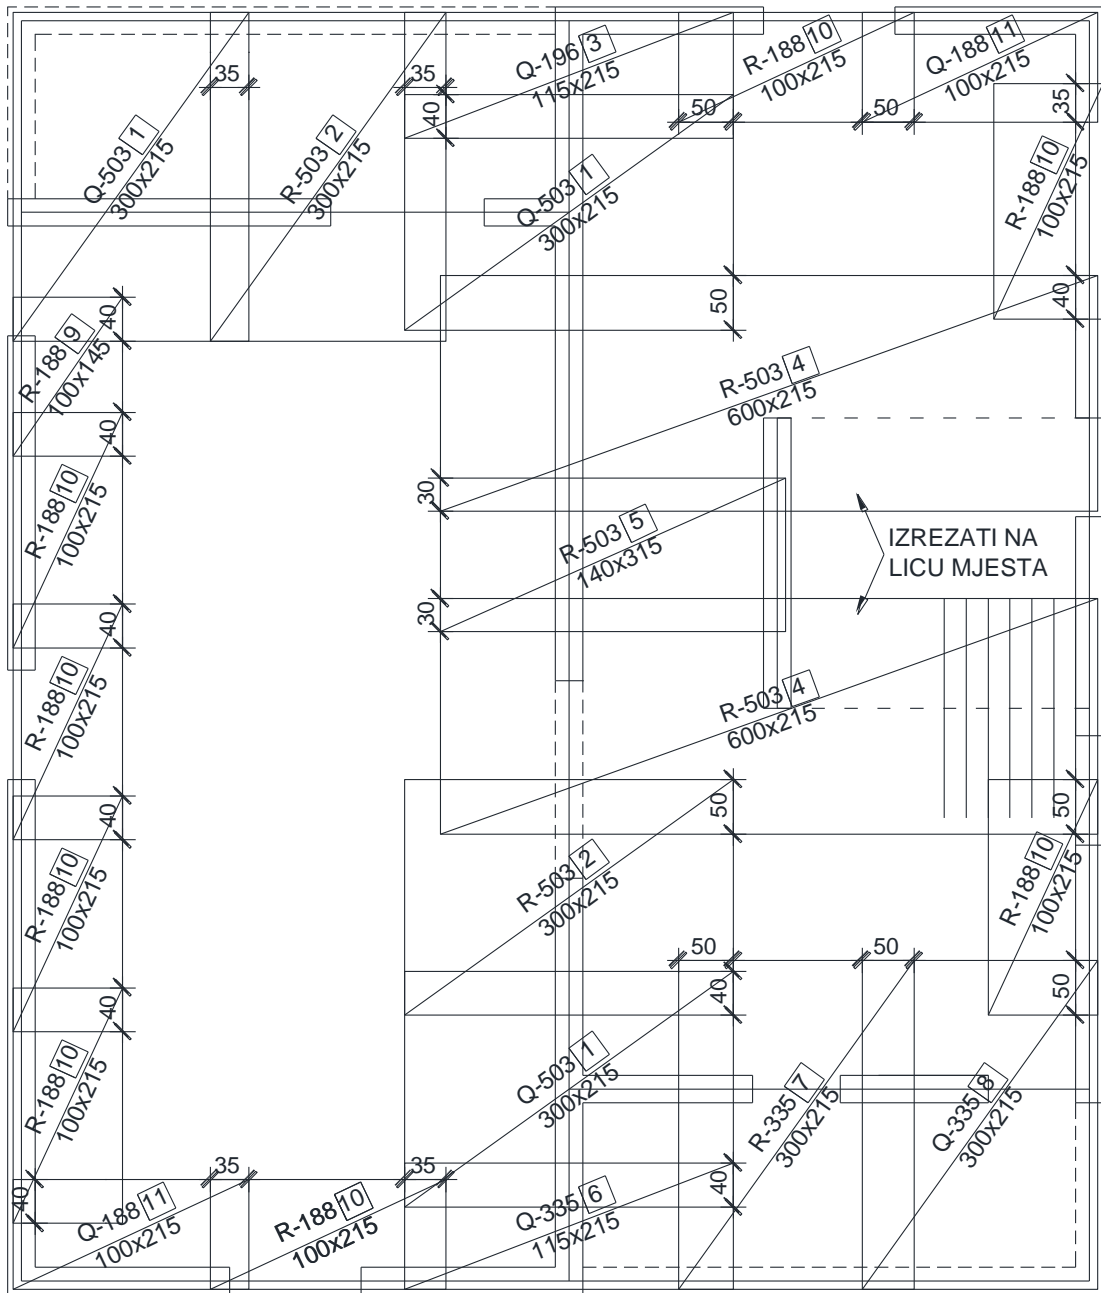 Q-503 1
300x215
35
R-503 2
300x215
35
40
Q-196 3
115x215
R-188 10
100x215
50
Q-188 11
100x215
50
35
R-188 10
100x215
40
Q-503 1
300x215
50
40
R-188 9
100x145
40
R-188 10
100x215
R-503 4
600x215
30
R-503 5
140x315
30
IZREZATI NA
LICU MJESTA
40
R-188 10
100x215
R-503 4
600x215
40
R-188 10
100x215
R-503 2
300x215
50
50
R-188 10
100x215
50
50
50
40
40
R-188 10
100x215
Q-503 1
300x215
R-335 7
300x215
Q-335 8
300x215
40
Q-188 11
100x215
35
R-188 10
100x215
35
Q-335 6
115x215
40